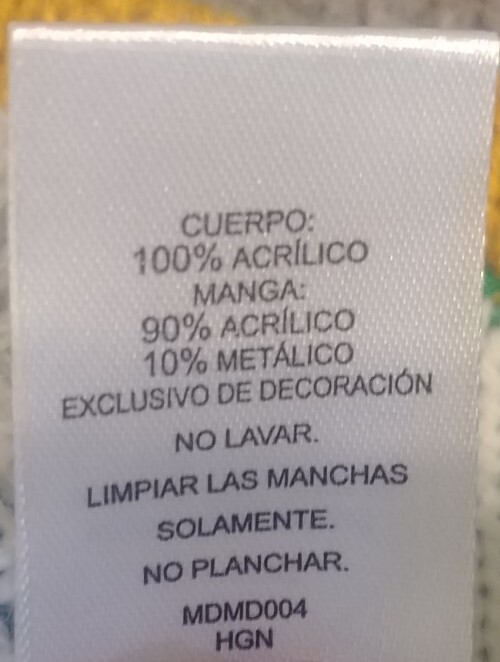 CUERPO:
100% ACRÍLICO
MANGA:
90% ACRÍLICO
10% METÁLICO
EXCLUSIVO DE DECORACIÓN
NO LAVAR.
LIMPIAR LAS MANCHAS
SOLAMENTE.
NO PLANCHAR.
MDMD004
HGN